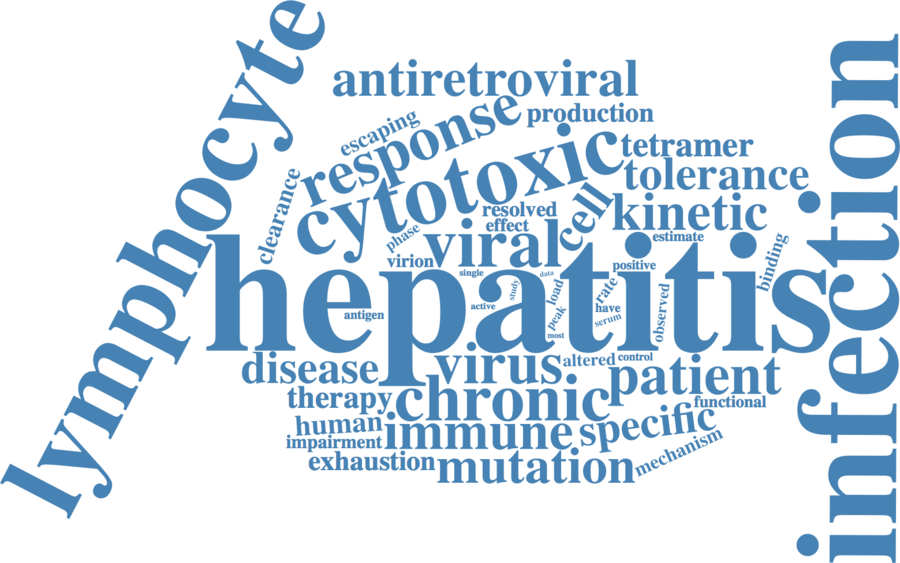 lymphocyte
infection
antiretroviral
production
escaping
response
cytotoxic
tetramer
tolerance
clearance
cell
kinetic
resolved
effect
phase
viral
estimate
virion
single
data
positive
binding
hepatitis
study
load
rate
active
have
antigen
peak
serum
observed
most
disease
virus
altered
control
patient
therapy
chronic
functional
human
immune
specific
impairment
exhaustion
mutation
mechanism